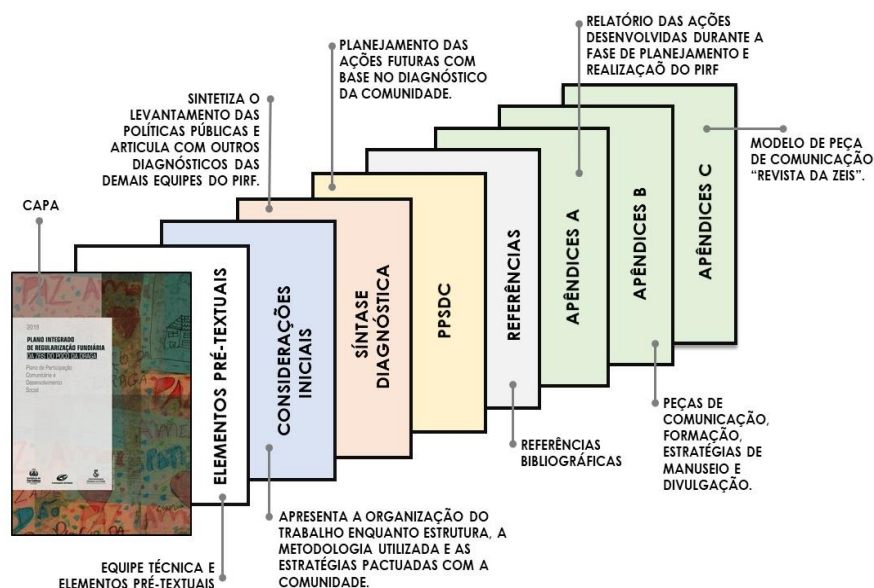 RELATÓRIO DAS AÇÕES
DESENVOLVIDAS DURANTE A
FASE DE PLANEJAMENTO E
REALIZAÇÃO DO PIRF
PLANEJAMENTO DAS
AÇÕES FUTURAS COM
BASE NO DIAGNÓSTICO
DA COMUNIDADE.
SINTETIZA O
LEVANTAMENTO DAS
POLÍTICAS PÚBLICAS E
ARTICULA COM OUTROS
DIAGNÓSTICOS DAS
DEMAIS EQUIPES DO PIRF.
MODELO DE PEÇA
DE COMUNICAÇÃO
“REVISTA DA ZEIS”.
CAPA
2019
PLANO INTEGRADO
DE REGULARIZAÇÃO FUNDIÁRIA
DA ZEIS DO POÇO DA DRAGA
Plano de Participação
Comunitária e
Desenvolvimento
Social
ELEMENTOS PRÉ-TEXTUAIS
CONSIDERAÇÕES
INICIAIS
SÍNTASE
DIAGNÓSTICA
PPSDC
REFERÊNCIAS
APÊNDICES A
APÊNDICES B
APÊNDICES C
PEÇAS DE
COMUNICAÇÃO,
FORMAÇÃO,
ESTRATÉGIAS DE
MANUSEIO E
DIVULGAÇÃO.
REFERÊNCIAS
BIBLIOGRÁFICAS
APRESENTA A ORGANIZAÇÃO DO
TRABALHO ENQUANTO ESTRUTURA, A
METODOLOGIA UTILIZADA E AS
ESTRATÉGIAS PACTUADAS COM A
COMUNIDADE.
EQUIPE TÉCNICA E
ELEMENTOS PRÉ-TEXTUAIS